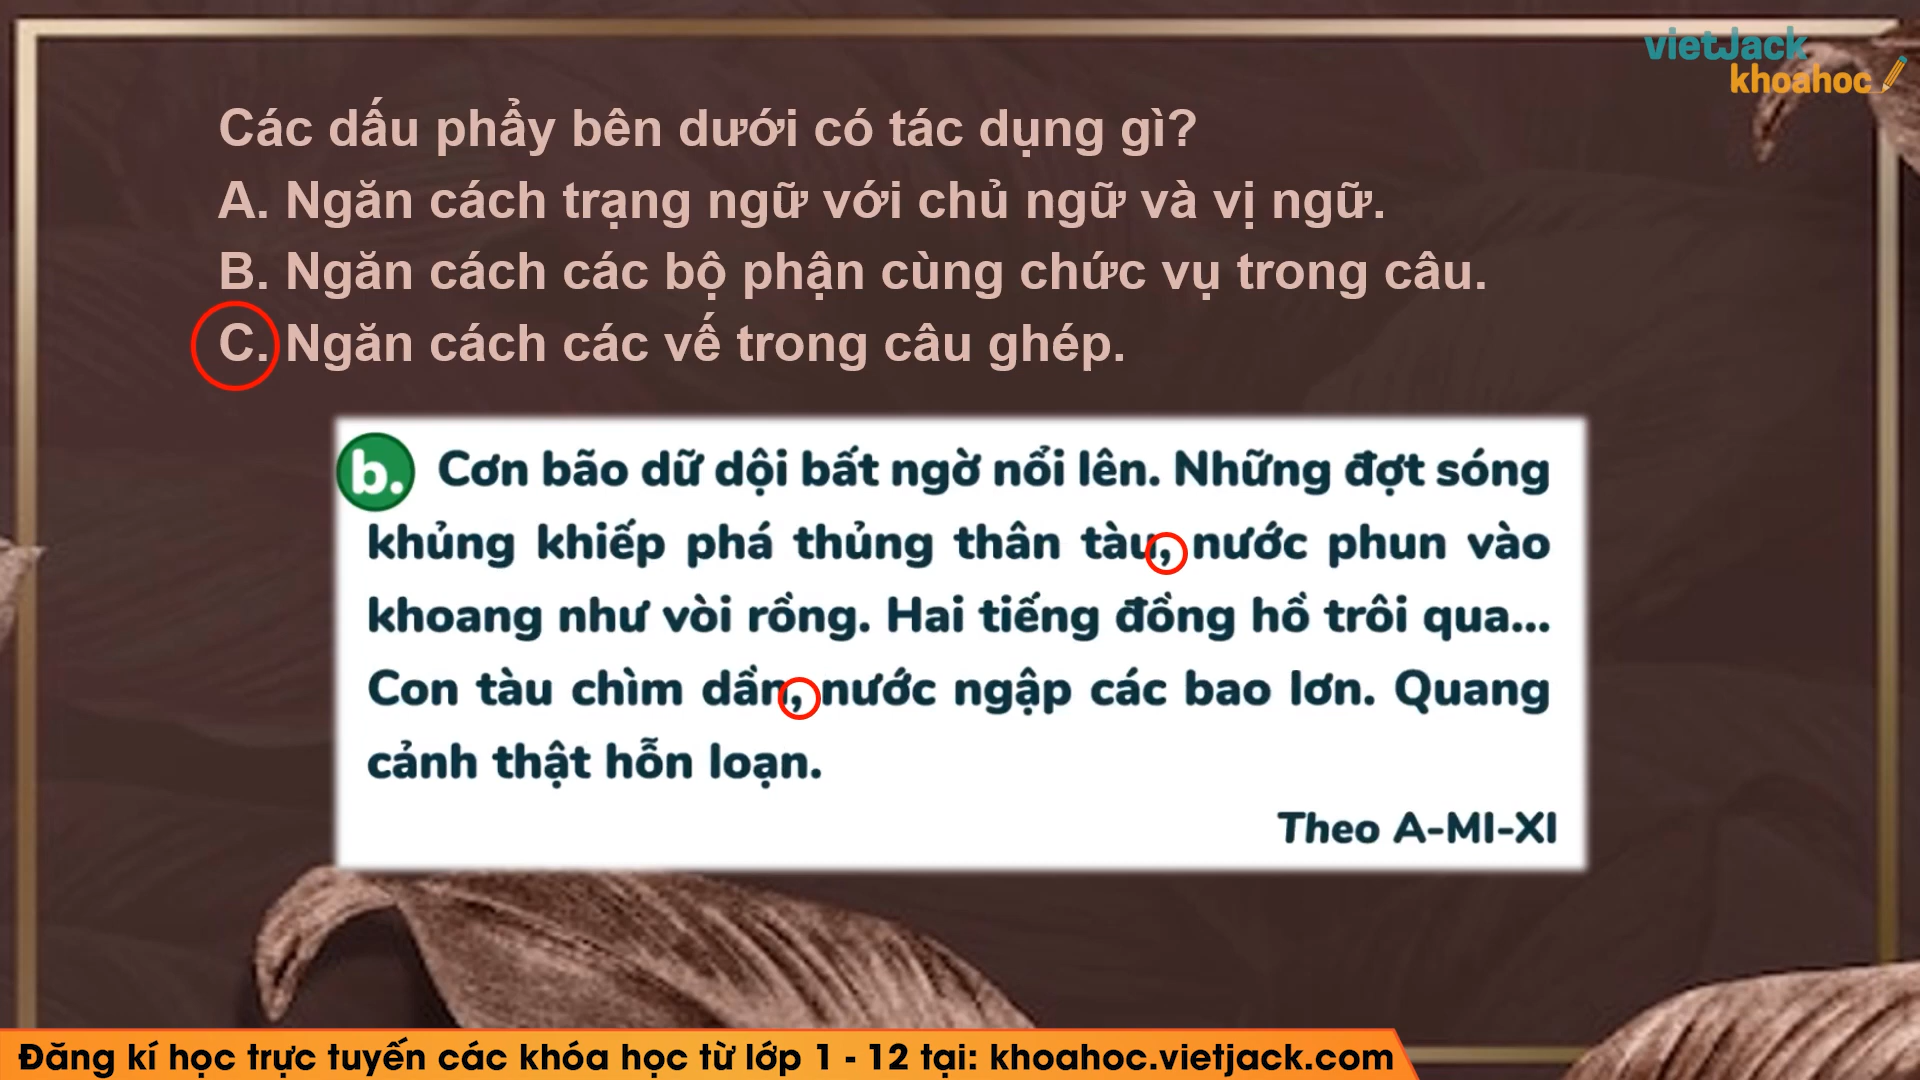 vietJack
khoahoc
Các dấu phẩy bên dưới có tác dụng gì?
A. Ngăn cách trạng ngữ với chủ ngữ và vị ngữ.
B. Ngăn cách các bộ phận cùng chức vụ trong câu.
C. Ngăn cách các vế trong câu ghép.
b. Cơn bão dữ dội bất ngờ nổi lên. Những đợt sóng
khủng khiếp phá thủng thân tàu, nước phun vào
khoang như vòi rồng. Hai tiếng đồng hồ trôi qua...
Con tàu chìm dần, nước ngập các bao lơn. Quang
cảnh thật hỗn loạn.
Theo A-MI-XI
Đăng kí học trực tuyến các khóa học từ lớp 1 - 12 tại: khoahoc.vietjack.com